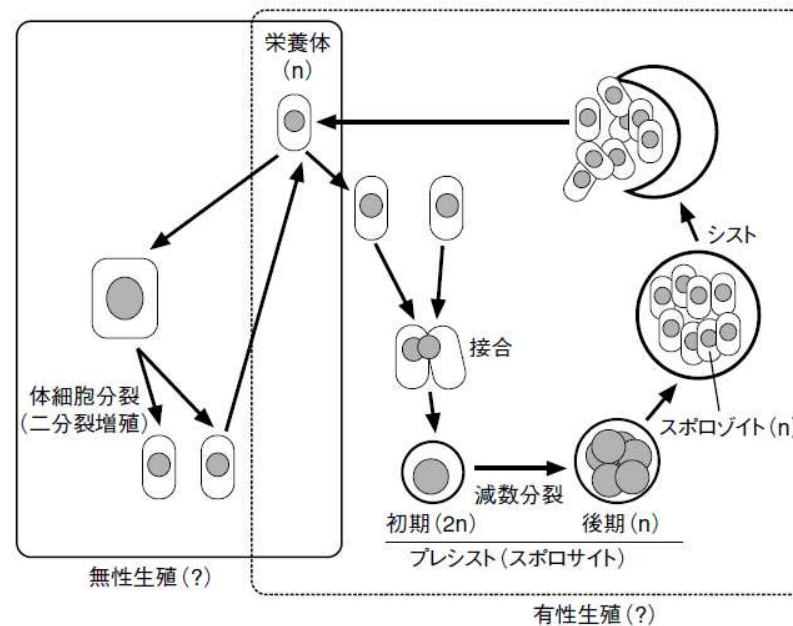 栄養体
(n)
シスト
接合
体細胞分裂
(二分裂増殖)
スポロゾイト(n)
減数分裂
初期(2n)
後期(n)
プレシスト(スポロサイト)
無性生殖(?)
有性生殖(?)